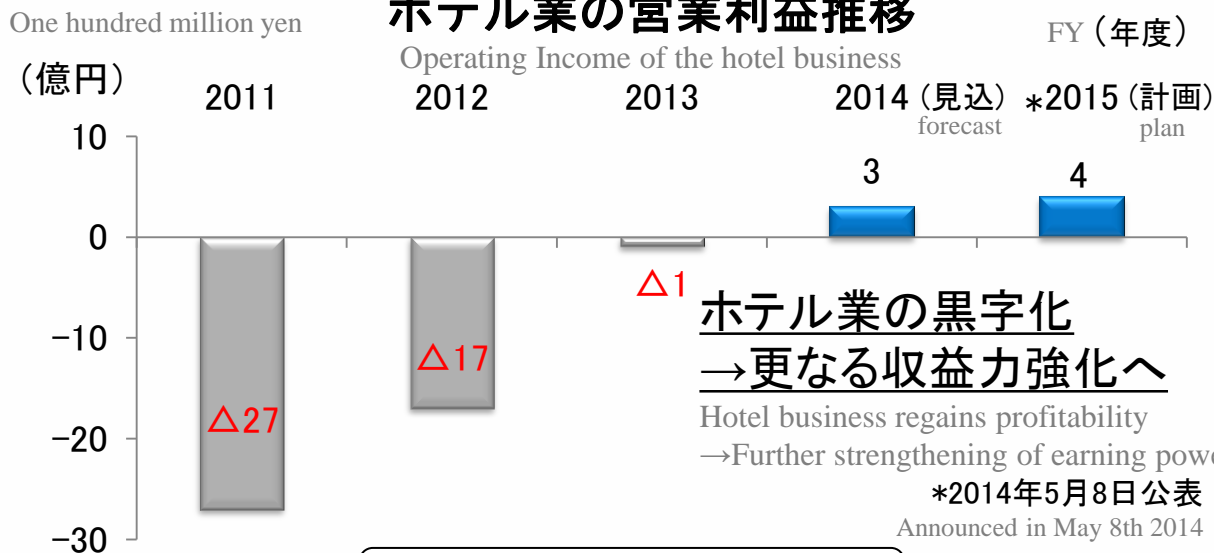 ホテル業の営業利益推移
One hundred million yen
Operating Income of the hotel business
FY（年度）
（億円）
2011 2012 2013 2014（見込） *2015（計画）
forecast plan
10
3 4
0
△1
ホテル業の黒字化
-10
△17
→更なる収益力強化へ
Hotel business regains profitability
△27
-20
→Further strengthening of earning powe
*2014年5月8日公表
Announced in May 8th 2014
-30